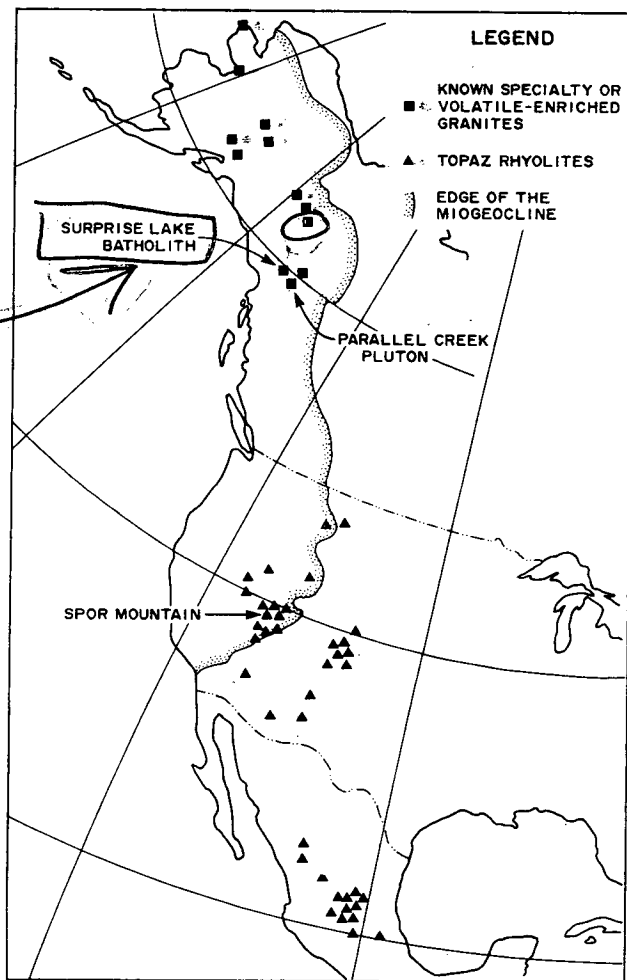 LEGEND
KNOWN SPECIALTY OR
VOLATILE-ENRICHED
GRANITES
TOPAZ RHYOLITES
EDGE OF THE
MIOGEOCLINE
SURPRISE LAKE
BATHOLITH
PARALLEL CREEK
PLUTON
SPOR MOUNTAIN